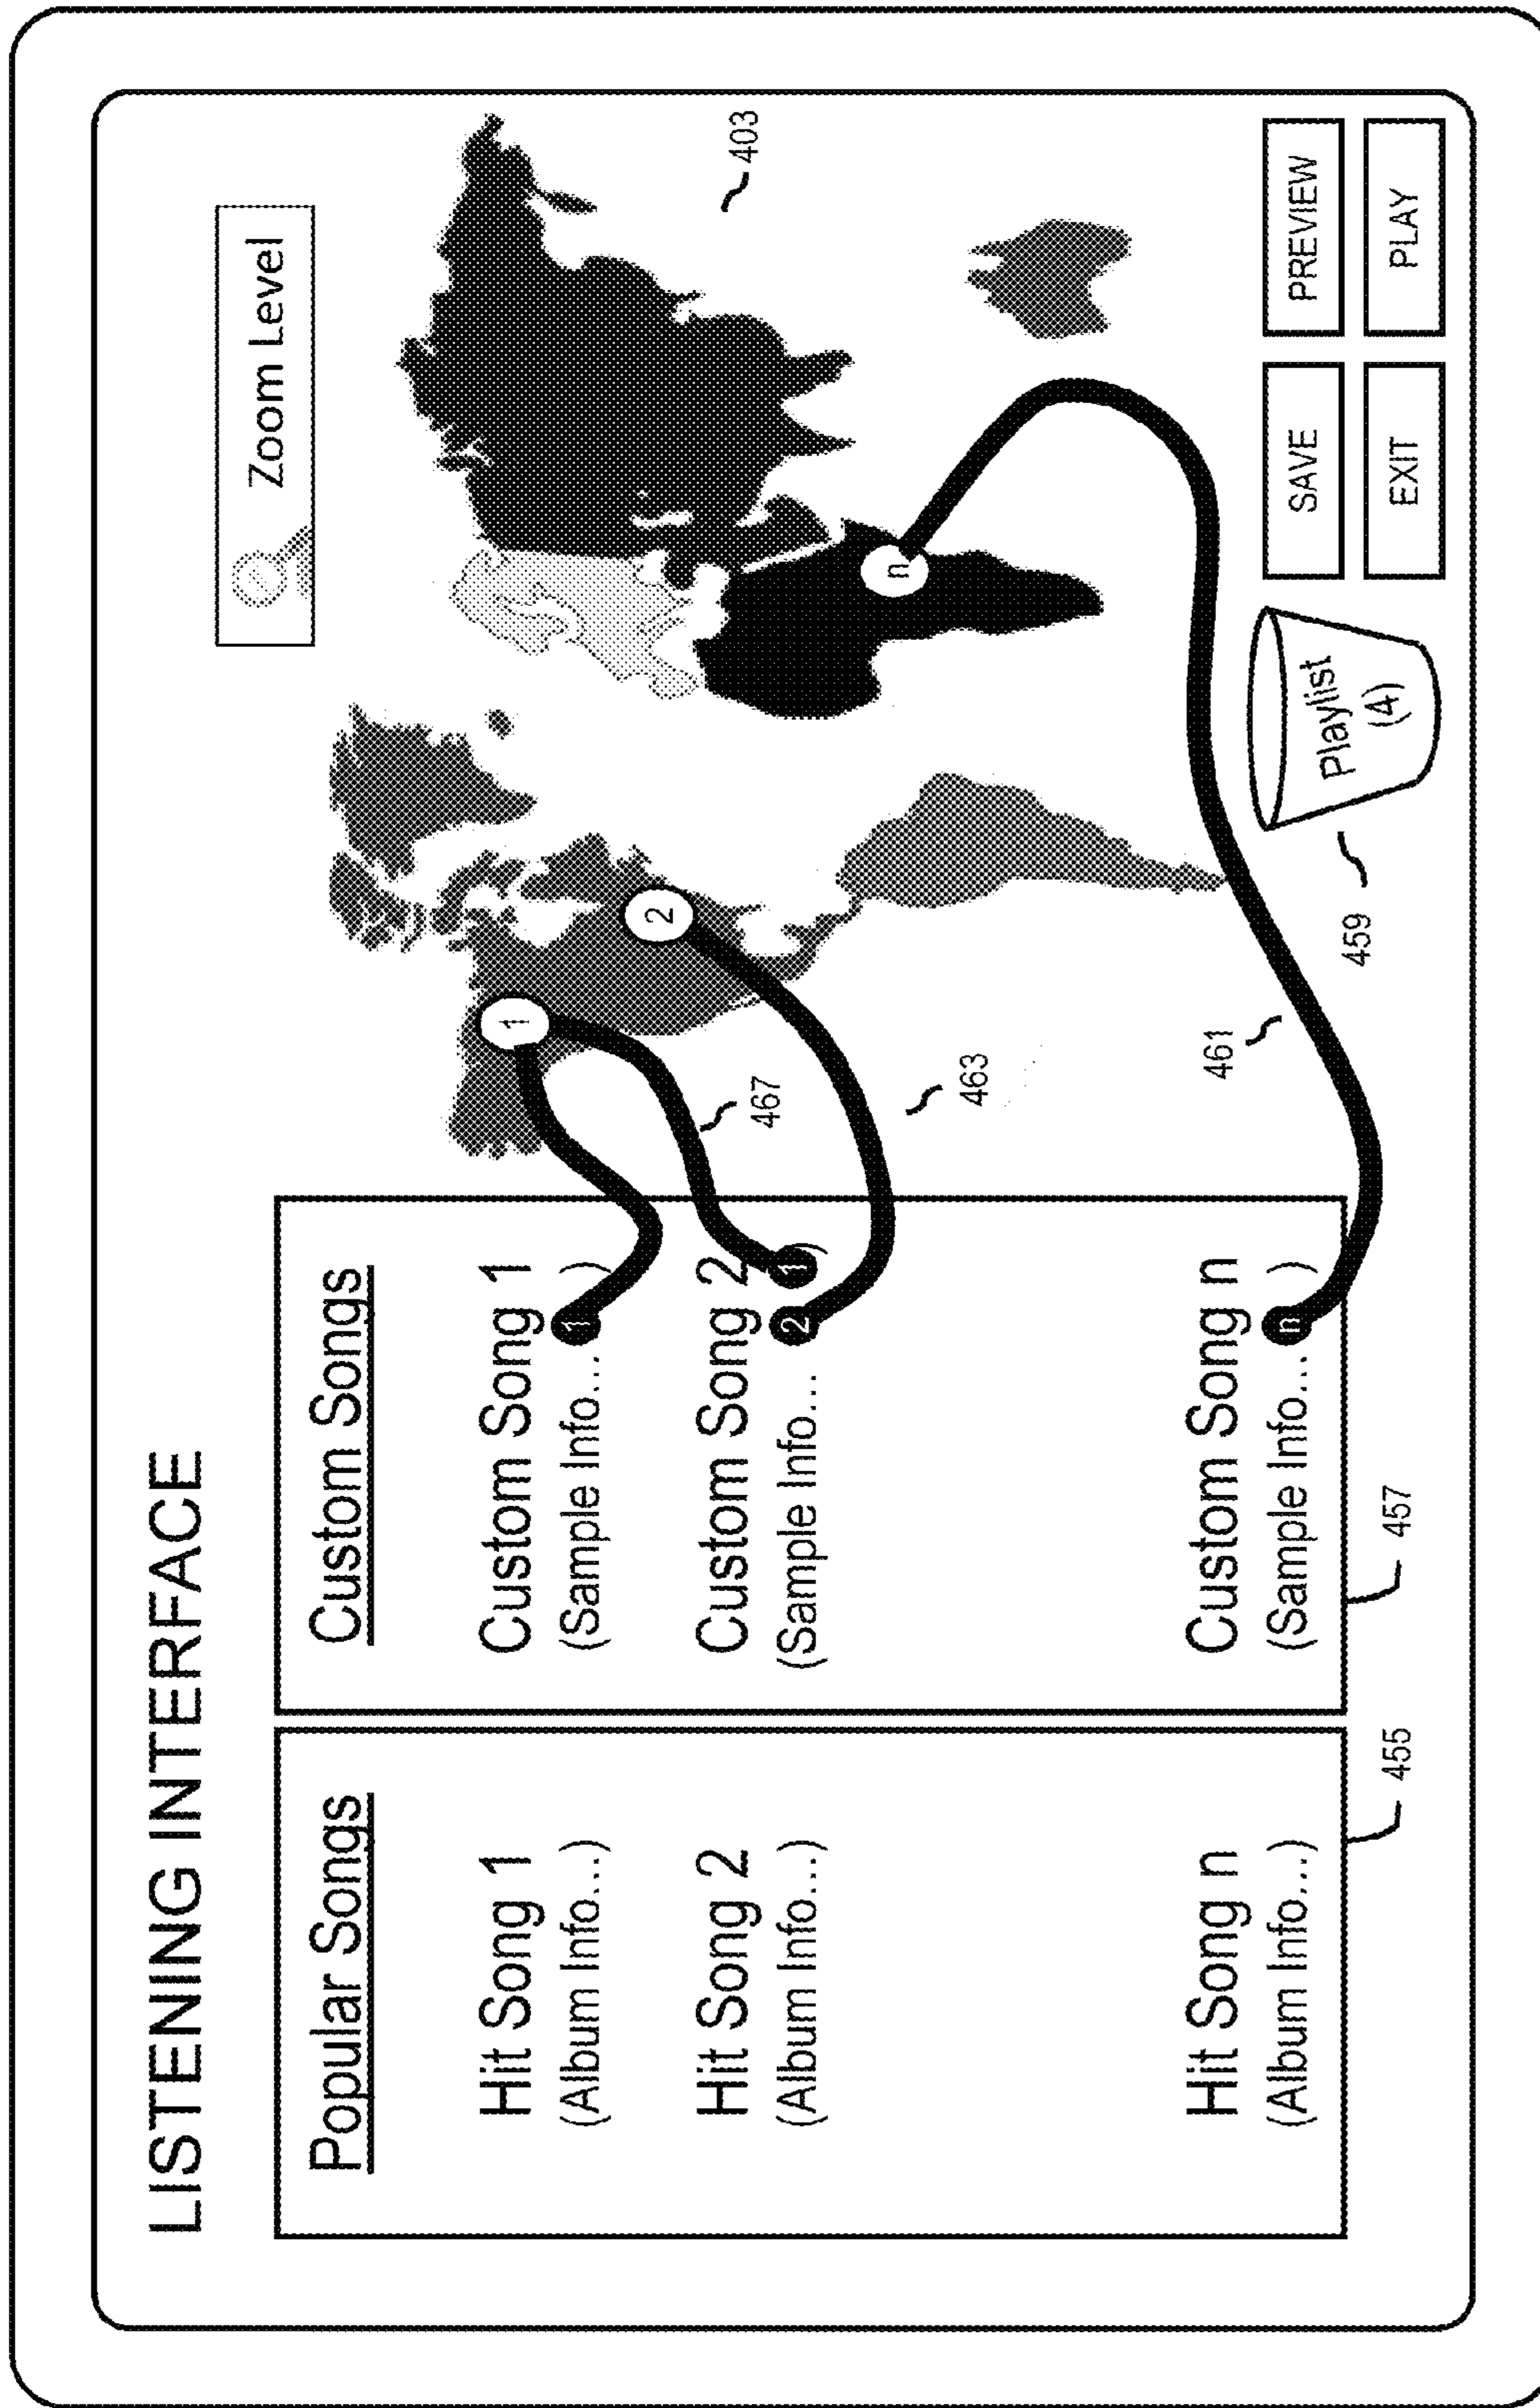 LISTENING INTERFACE
Popular Songs
Hit Song 1
(Album Info...)
Hit Song 2
(Album Info...)
Hit Song n
(Album Info...)
455
Custom Songs
Custom Song 1
(Sample Info... 1 )
Custom Song 2
(Sample Info... 2 1 )
Custom Song n
(Sample Info... n )
457
Zoom Level
1
2
n
403
467
463
461
459
Playlist
(4)
SAVE
PREVIEW
EXIT
PLAY